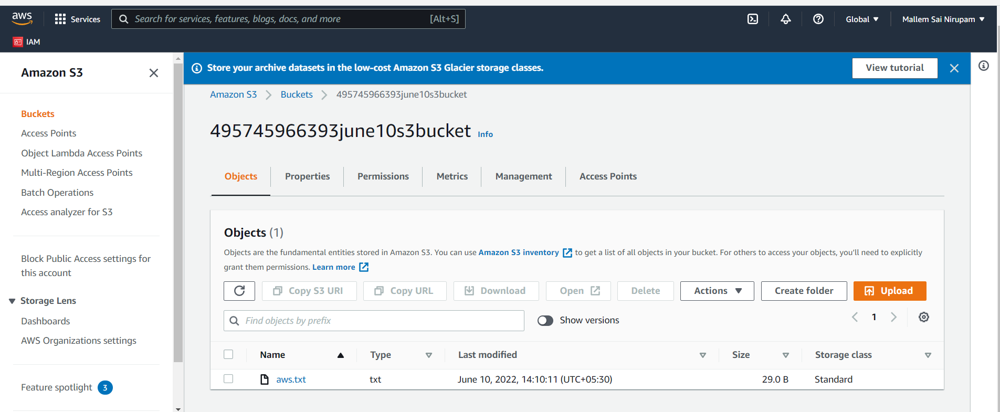 aws
Services
Search for services, features, blogs, docs, and more
[Alt+S]
Global
Mallem Sai Nirupam
IAM
Amazon S3
Buckets
Access Points
Object Lambda Access Points
Multi-Region Access Points
Batch Operations
Access analyzer for S3
Block Public Access settings for
this account
Storage Lens
Dashboards
AWS Organizations settings
Feature spotlight 3
Store your archive datasets in the low-cost Amazon S3 Glacier storage classes.
View tutorial
Amazon S3 > Buckets > 495745966393june10s3bucket
495745966393june10s3bucket Info
Objects Properties Permissions Metrics Management Access Points
Objects (1)
Objects are the fundamental entities stored in Amazon S3. You can use Amazon S3 inventory to get a list of all objects in your bucket. For others to access your objects, you'll need to explicitly
grant them permissions. Learn more
Copy S3 URI Copy URL Download Open Delete Actions Create folder Upload
Find objects by prefix
Show versions
1
Name Type Last modified Size Storage class
aws.txt txt June 10, 2022, 14:10:11 (UTC+05:30) 29.0 B Standard